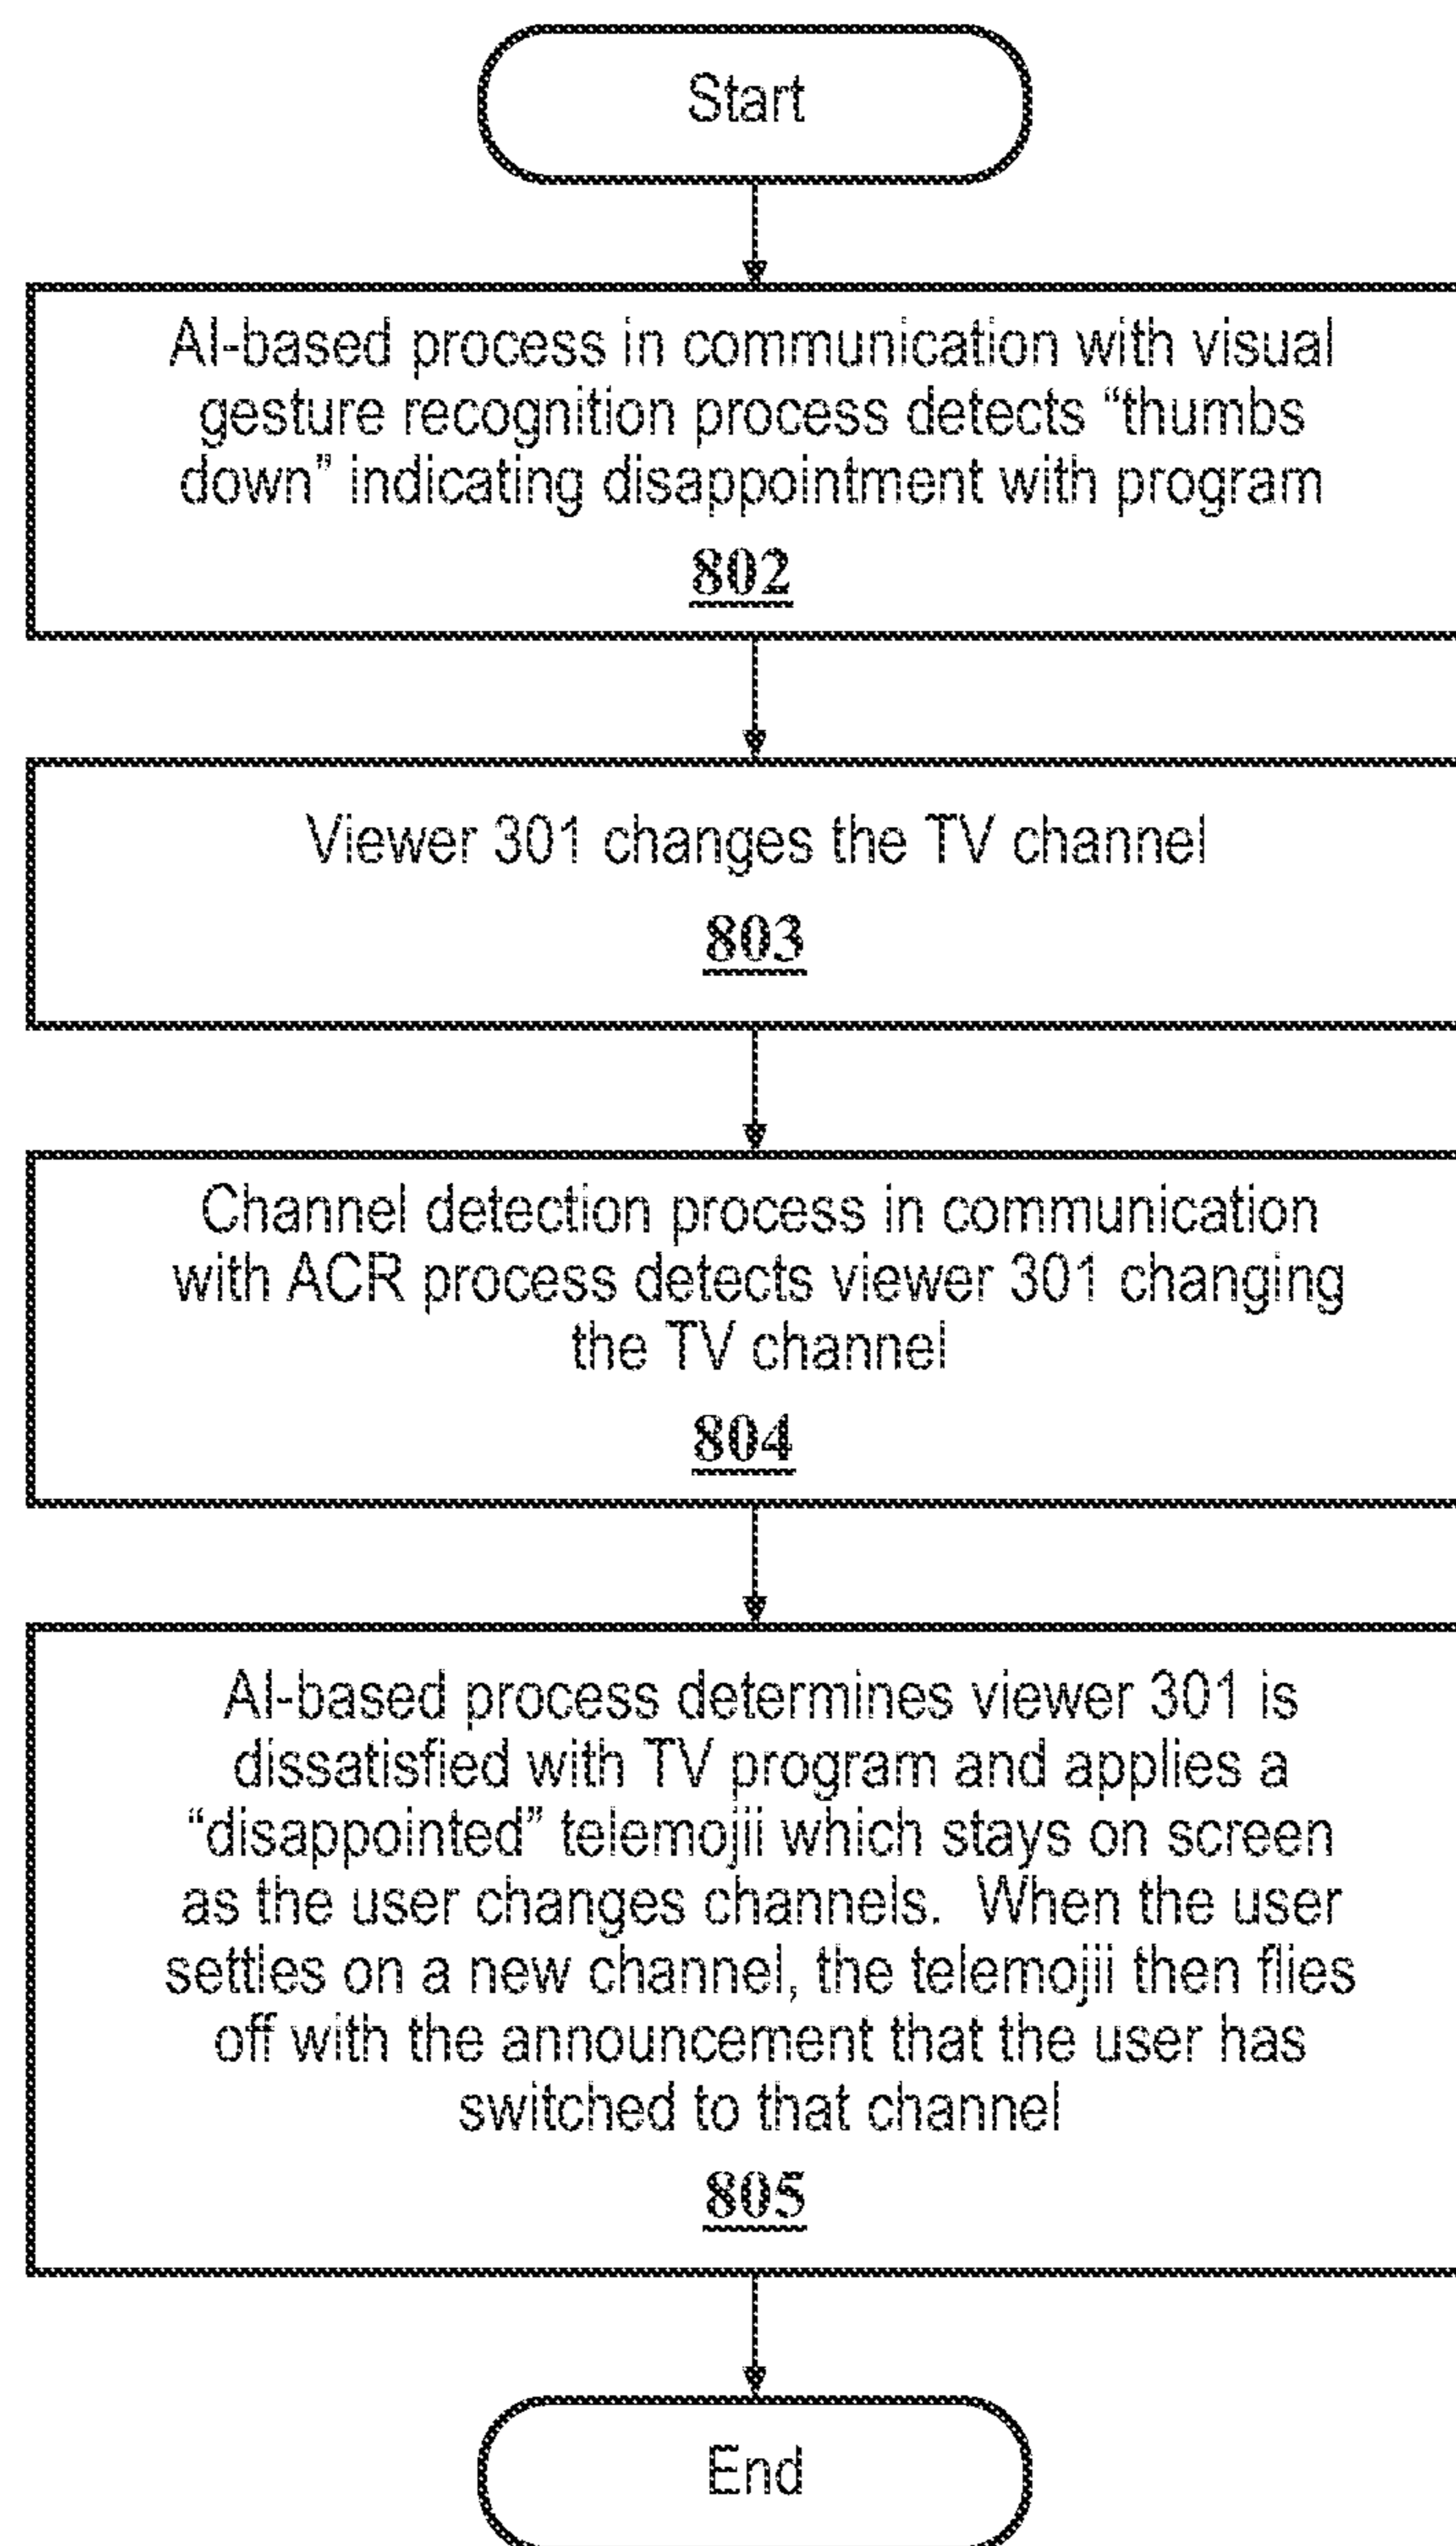 Start
AI-based process in communication with visual
gesture recognition process detects “thumbs
down” indicating disappointment with program
802
Viewer 301 changes the TV channel
803
Channel detection process in communication
with ACR process detects viewer 301 changing
the TV channel
804
AI-based process determines viewer 301 is
dissatisfied with TV program and applies a
“disappointed” telemojii which stays on screen
as the user changes channels.  When the user
settles on a new channel, the telemojii then flies
off with the announcement that the user has
switched to that channel
805
End